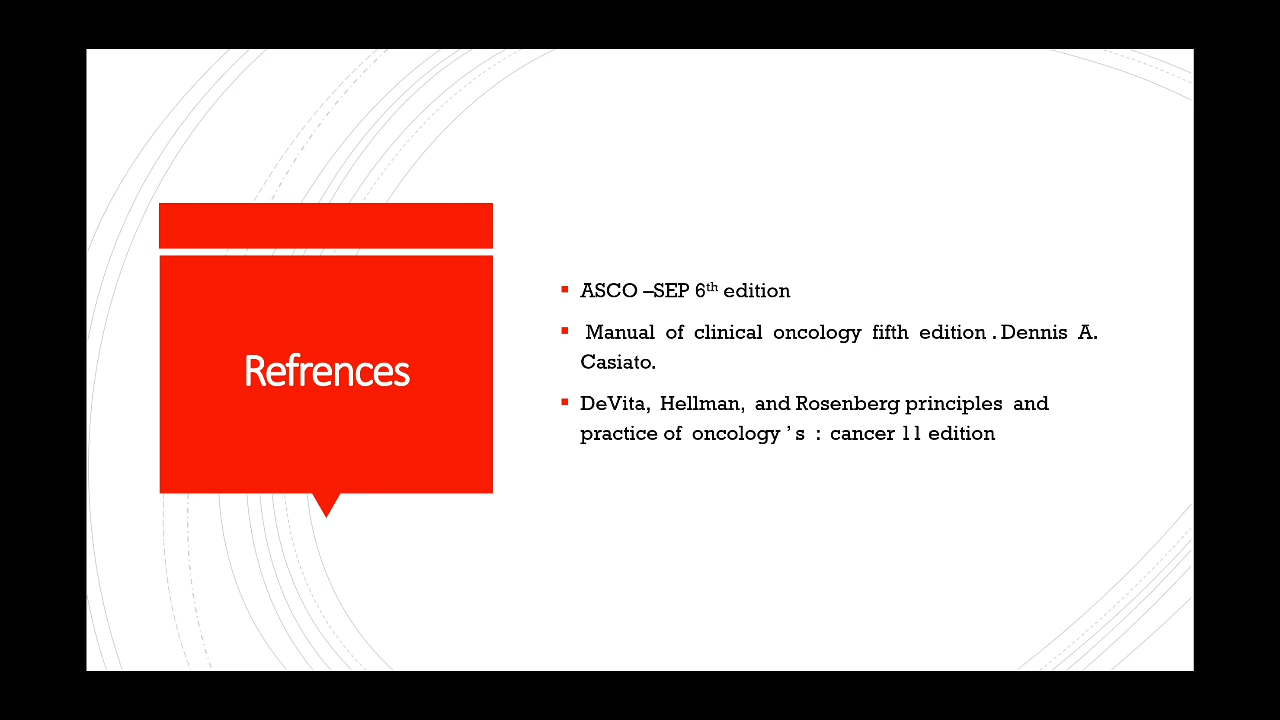 Refrences
ASCO –SEP 6th edition
Manual of clinical oncology fifth edition . Dennis A.
Casiato.
DeVita, Hellman, and Rosenberg principles and
practice of oncology ’ s : cancer 11 edition